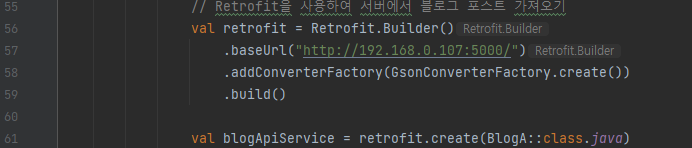 55 // Retrofit을 사용하여 서버에서 블로그 포스트 가져오기
56 val retrofit = Retrofit.Builder() Retrofit.Builder
57 .baseUrl("http://192.168.0.107:5000/") Retrofit.Builder
58 .addConverterFactory(GsonConverterFactory.create())
59 .build()
60
61 val blogApiService = retrofit.create(BlogA::class.java)